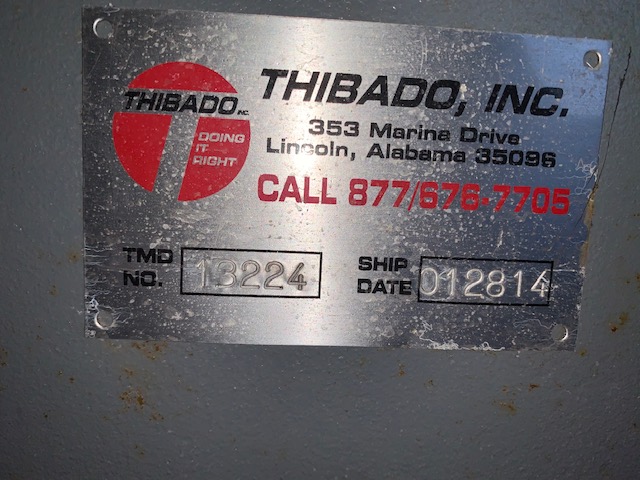 THIBADO INC.
DOING
IT
RIGHT
THIBADO, INC.
353 Marina Drive
Lincoln, Alabama 35096
CALL 877/676-7705
TMD NO. 13224
SHIP DATE 012814